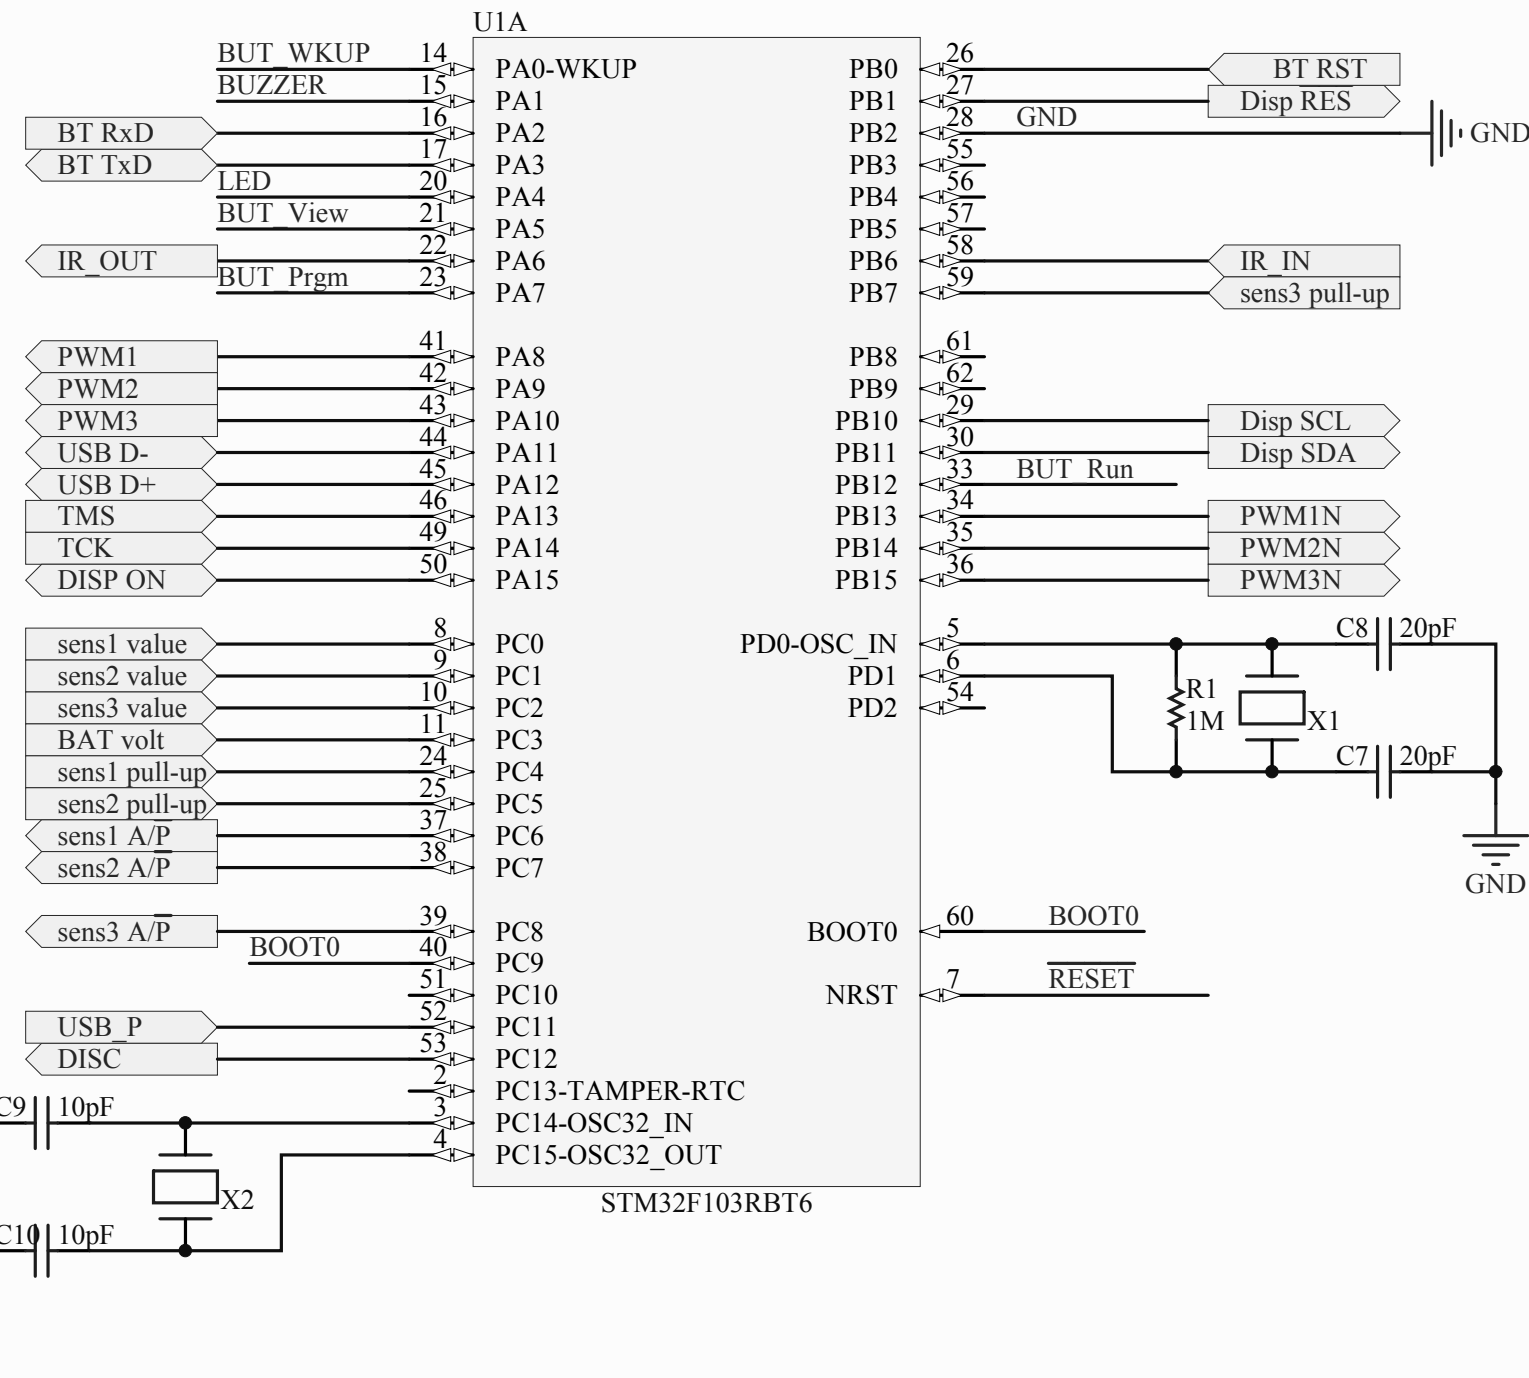 U1A
BUT_WKUP 14 PA0-WKUP PB0 26 BT RST
BUZZER 15 PA1 PB1 27 Disp RES
BT RxD 16 PA2 PB2 28 GND GND
BT TxD 17 PA3 PB3 55
LED 20 PA4 PB4 56
BUT_View 21 PA5 PB5 57
IR_OUT 22 PA6 PB6 58 IR_IN
BUT_Prgm 23 PA7 PB7 59 sens3 pull-up
PWM1 41 PA8 PB8 61
PWM2 42 PA9 PB9 62
PWM3 43 PA10 PB10 29 Disp SCL
USB D- 44 PA11 PB11 30 Disp SDA
USB D+ 45 PA12 PB12 33 BUT_Run
TMS 46 PA13 PB13 34 PWM1N
TCK 49 PA14 PB14 35 PWM2N
DISP ON 50 PA15 PB15 36 PWM3N
sens1 value 8 PC0 PD0-OSC_IN 5 C8 20pF
sens2 value 9 PC1 PD1 6
sens3 value 10 PC2 PD2 54 R1 1M X1
BAT volt 11 PC3
sens1 pull-up 24 PC4 C7 20pF
sens2 pull-up 25 PC5
sens1 A/P 37 PC6
sens2 A/P 38 PC7
GND
sens3 A/P 39 PC8 BOOT0 60 BOOT0
BOOT0 40 PC9
51 PC10 NRST 7 RESET
USB_P 52 PC11
DISC 53 PC12
2 PC13-TAMPER-RTC
C9 10pF 3 PC14-OSC32_IN
4 PC15-OSC32_OUT
X2
STM32F103RBT6
C10 10pF